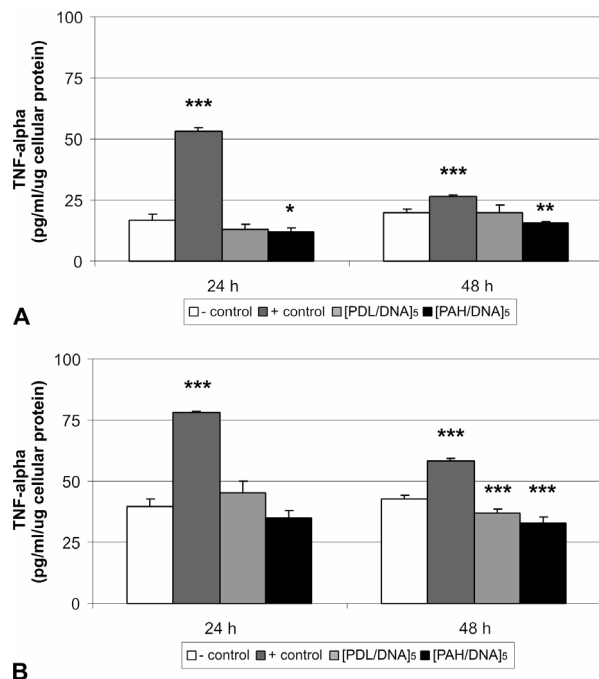 100
75
50
25
0
TNF-alpha
(pg/ml/ug cellular protein)
***
*
***
**
24 h
48 h
- control + control [PDL/DNA]₅ [PAH/DNA]₅
A
100
75
50
25
0
TNF-alpha
(pg/ml/ug cellular protein)
***
***
***
***
24 h
48 h
- control + control [PDL/DNA]₅ [PAH/DNA]₅
B